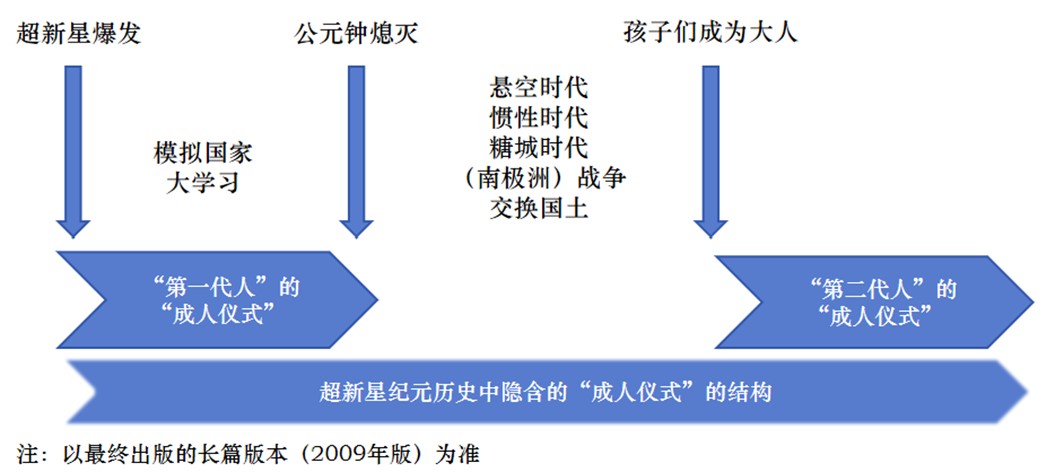 超新星爆发
公元钟熄灭
孩子们成为大人
模拟国家
大学习
悬空时代
惯性时代
糖城时代
（南极洲）战争
交换国土
“第一代人”的
“成人仪式”
“第二代人”的
“成人仪式”
超新星纪元历史中隐含的“成人仪式”的结构
注：以最终出版的长篇版本（2009年版）为准